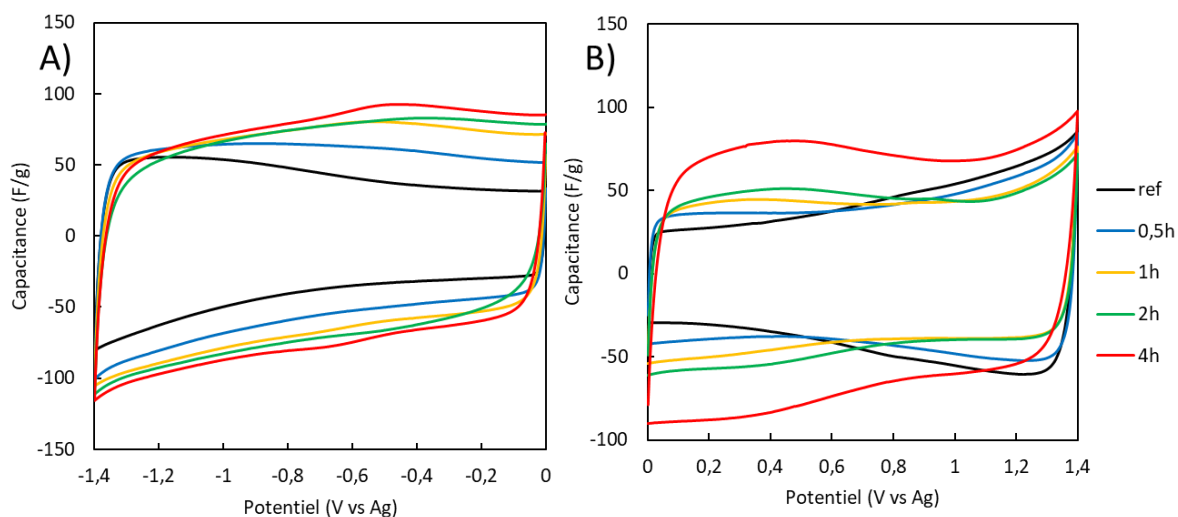 A)
150
100
50
0
-50
-100
-150
Capacitance (F/g)
-1,4 -1,2 -1 -0,8 -0,6 -0,4 -0,2 0
Potentiel (V vs Ag)
B)
150
100
50
0
-50
-100
Capacitance (F/g)
0 0,2 0,4 0,6 0,8 1 1,2 1,4
Potentiel (V vs Ag)
ref
0,5h
1h
2h
4h